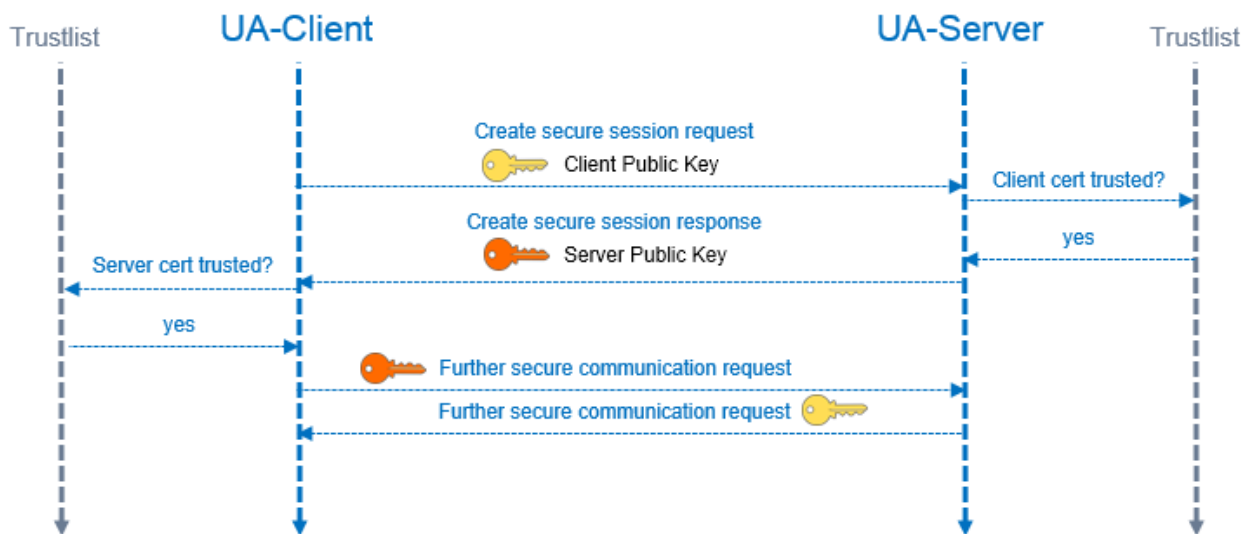 Trustlist
UA-Client
UA-Server
Trustlist
Create secure session request
Client Public Key
Client cert trusted?
Create secure session response
Server Public Key
yes
Server cert trusted?
yes
Further secure communication request
Further secure communication request